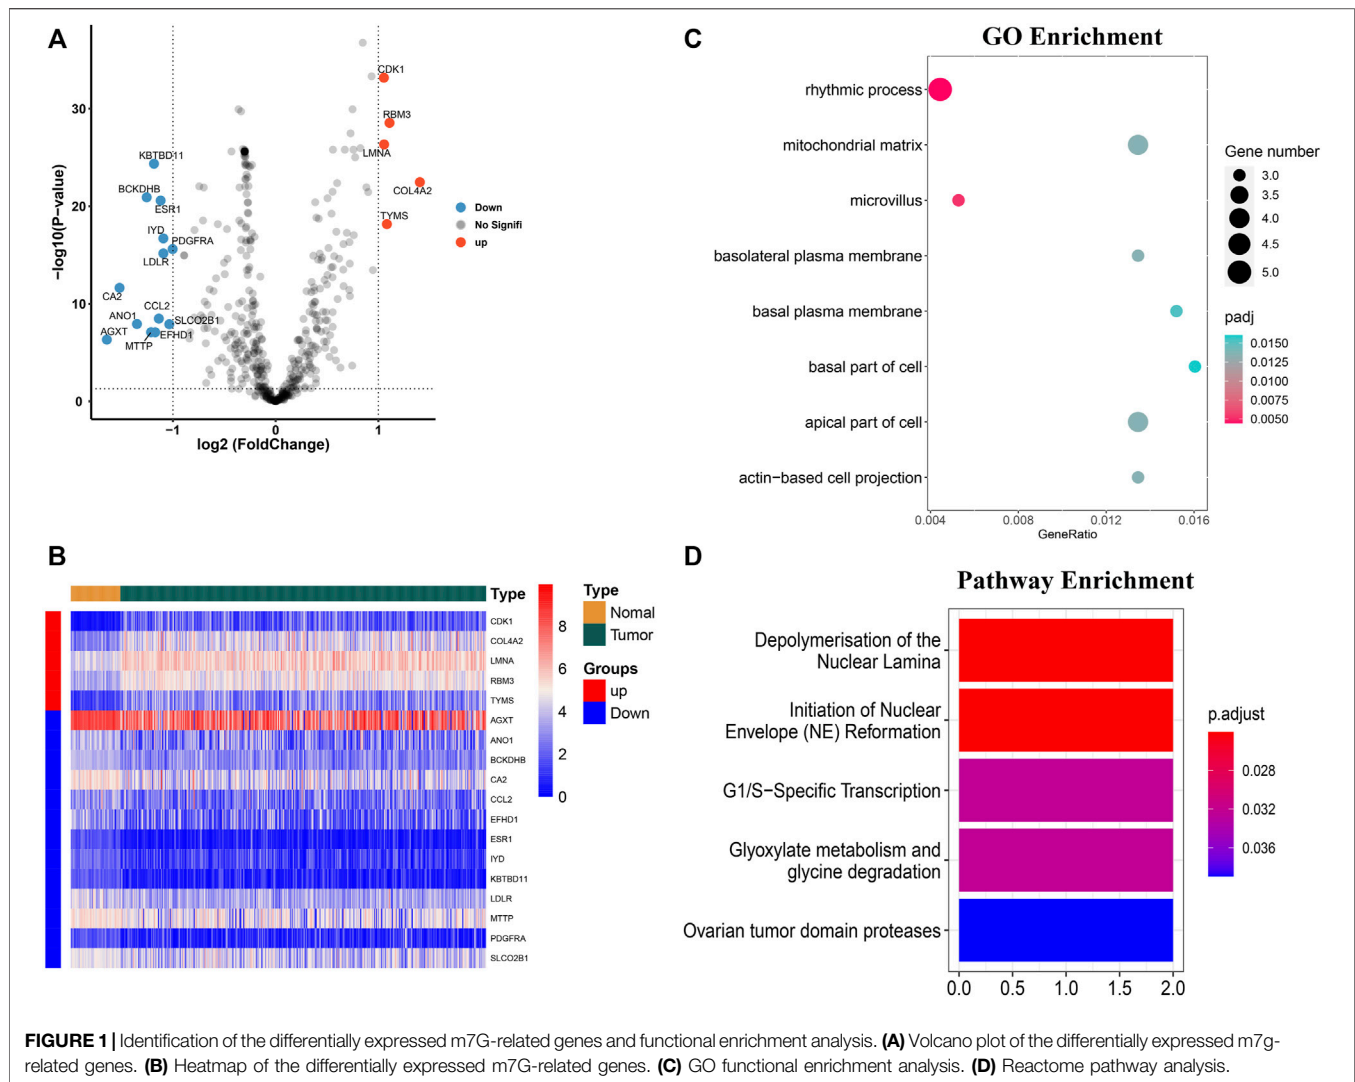 A
30
20
10
0
−log10(P−value)
−1
0
1
log2 (FoldChange)
CDK1
RBM3
LMNA
COL4A2
TYMS
KBTBD11
BCKDHB
ESR1
IYD
PDGFRA
LDLR
CA2
CCL2
ANO1
SLCO2B1
AGXT
EFHD1
MTTP
Down
No Signifi
up
C
GO Enrichment
rhythmic process
mitochondrial matrix
microvillus
basolateral plasma membrane
basal plasma membrane
basal part of cell
apical part of cell
actin−based cell projection
0.004
0.008
0.012
0.016
GeneRatio
Gene number
3.0
3.5
4.0
4.5
5.0
padj
0.0150
0.0125
0.0100
0.0075
0.0050
B
Type
CDK1
COL4A2
LMNA
RBM3
TYMS
AGXT
ANO1
BCKDHB
CA2
CCL2
EFHD1
ESR1
IYD
KBTBD11
LDLR
MTTP
PDGFRA
SLCO2B1
8
6
4
2
0
Type
Nomal
Tumor
Groups
up
Down
D
Pathway Enrichment
Depolymerisation of the
Nuclear Lamina
Initiation of Nuclear
Envelope (NE) Reformation
G1/S−Specific Transcription
Glyoxylate metabolism and
glycine degradation
Ovarian tumor domain proteases
0.0
0.5
1.0
1.5
2.0
p.adjust
0.028
0.032
0.036
FIGURE 1 | Identification of the differentially expressed m7G-related genes and functional enrichment analysis. (A) Volcano plot of the differentially expressed m7g-
related genes. (B) Heatmap of the differentially expressed m7G-related genes. (C) GO functional enrichment analysis. (D) Reactome pathway analysis.